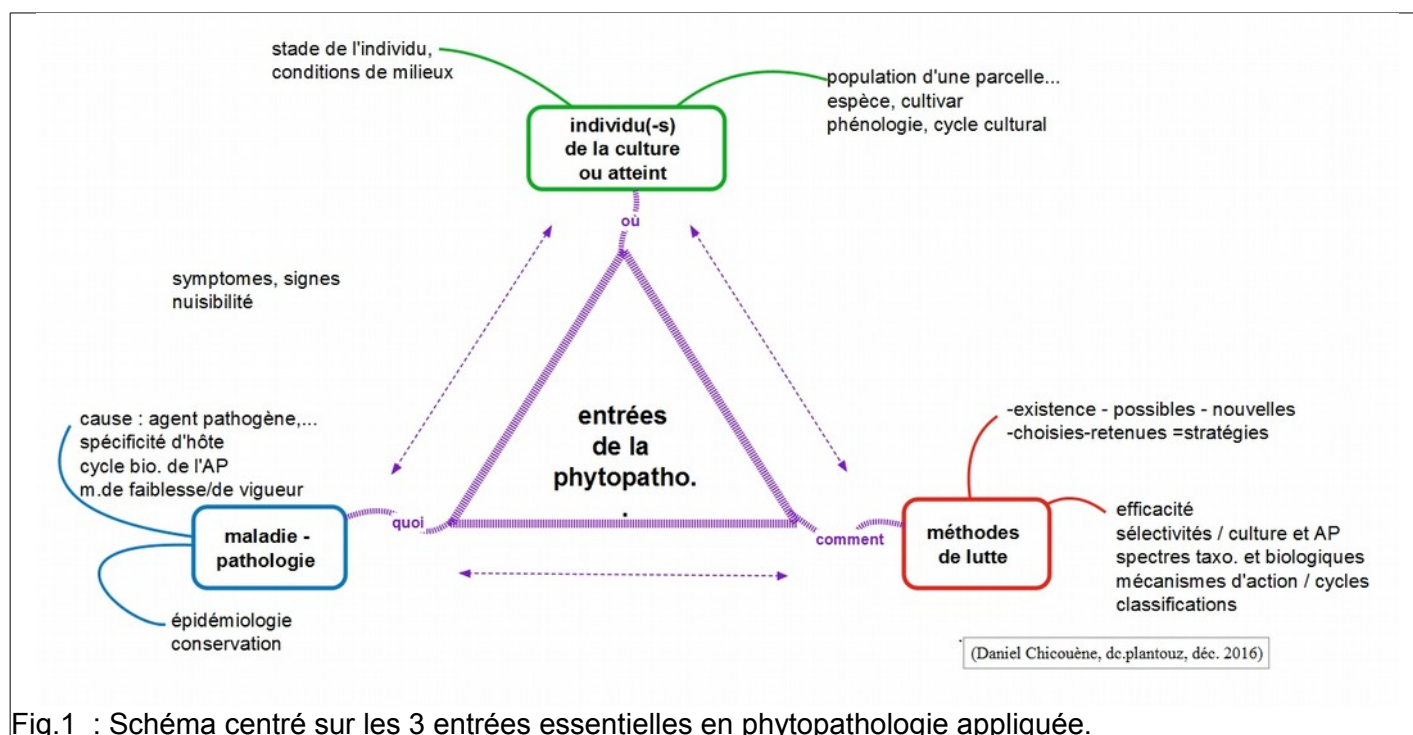 stade de l'individu,
conditions de milieux
population d'une parcelle...
espèce, cultivar
phénologie, cycle cultural
individu(-s)
de la culture
ou atteint
où
symptomes, signes
nuisibilité
entrées
de la
phytopatho.
.
cause : agent pathogène,...
spécificité d'hôte
cycle bio. de l'AP
m.de faiblesse/de vigueur
maladie -
pathologie
quoi
épidémiologie
conservation
comment
méthodes
de lutte
-existence - possibles - nouvelles
-choisies-retenues =stratégies
efficacité
sélectivités / culture et AP
spectres taxo. et biologiques
mécanismes d'action / cycles
classifications
. (Daniel Chicouène, dc.plantouz, déc. 2016)
Fig.1 : Schéma centré sur les 3 entrées essentielles en phytopathologie appliquée.